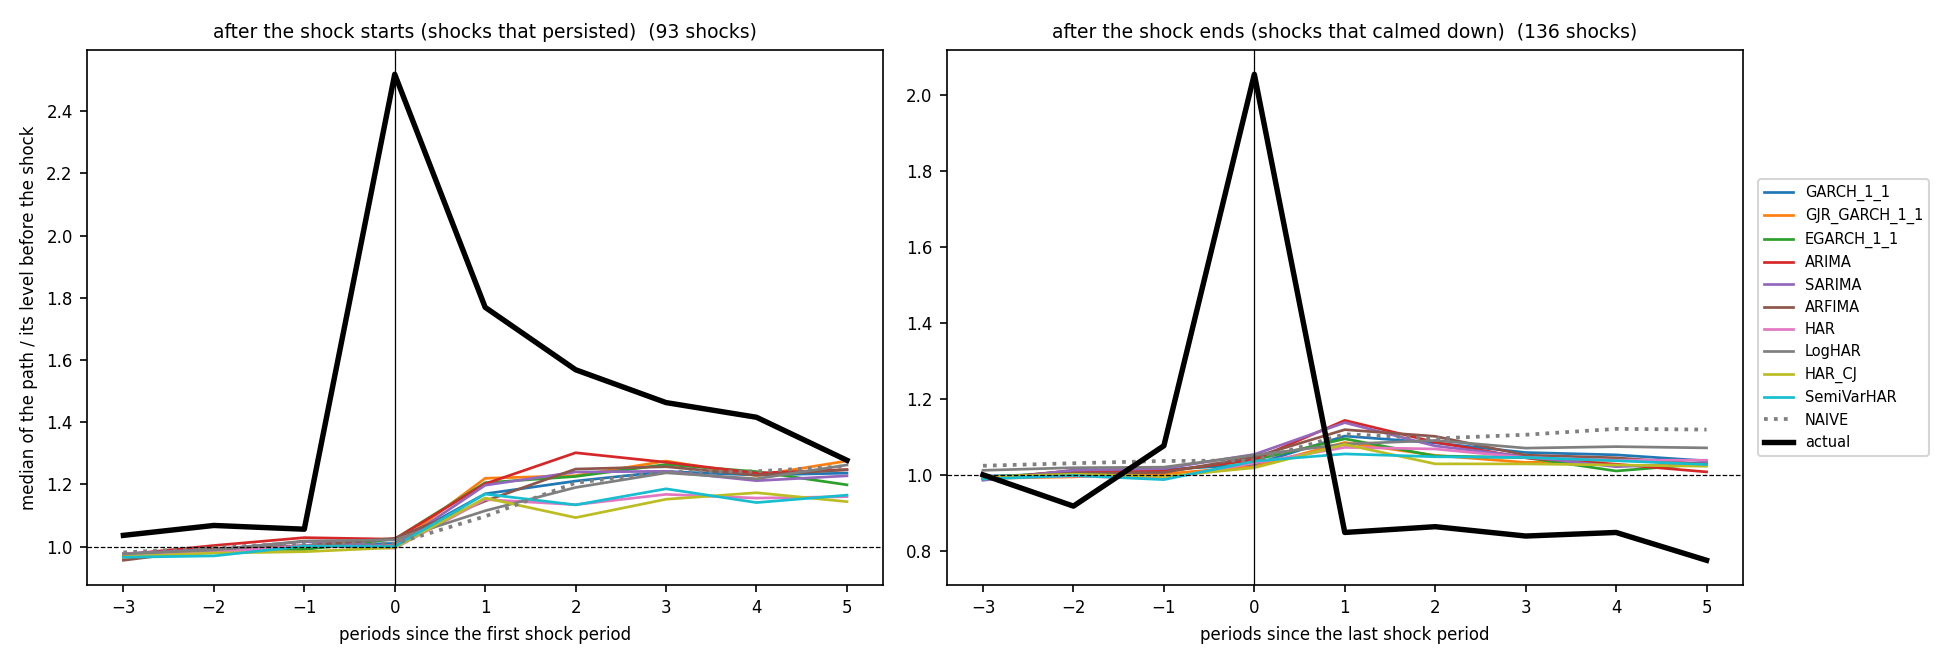 after the shock starts (shocks that persisted)  (93 shocks)
median of the path / its level before the shock
2.4
2.2
2.0
1.8
1.6
1.4
1.2
1.0
−3
−2
−1
0
1
2
3
4
5
periods since the first shock period
after the shock ends (shocks that calmed down)  (136 shocks)
2.0
1.8
1.6
1.4
1.2
1.0
0.8
−3
−2
−1
0
1
2
3
4
5
periods since the last shock period
GARCH_1_1
GJR_GARCH_1_1
EGARCH_1_1
ARIMA
SARIMA
ARFIMA
HAR
LogHAR
HAR_CJ
SemiVarHAR
NAIVE
actual